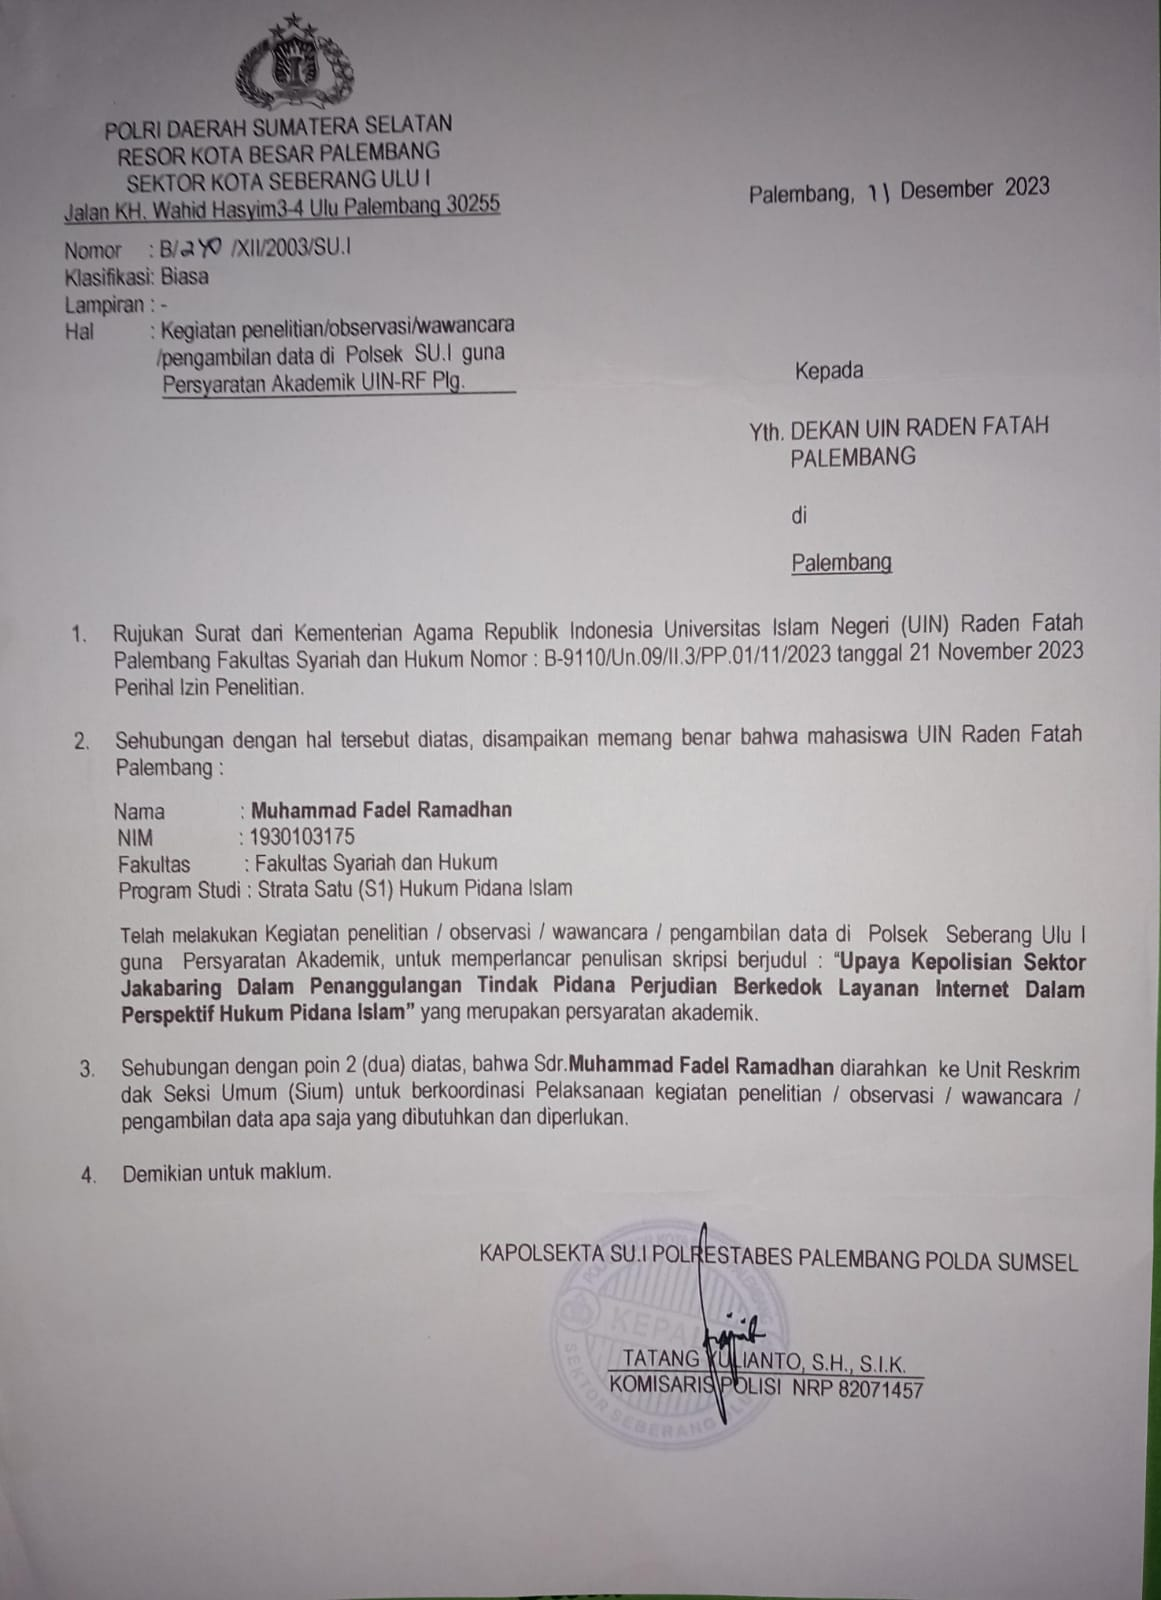 POLRI DAERAH SUMATERA SELATAN
RESOR KOTA BESAR PALEMBANG
SEKTOR KOTA SEBERANG ULU I
Jalan KH. Wahid Hasyim3-4 Ulu Palembang 30255
Palembang, 11 Desember 2023
Nomor : B/240 /XII/2003/SU.I
Klasifikasi: Biasa
Lampiran : -
Hal : Kegiatan penelitian/observasi/wawancara
/pengambilan data di Polsek SU.I guna
Persyaratan Akademik UIN-RF Plg.
Kepada
Yth. DEKAN UIN RADEN FATAH
PALEMBANG
di
Palembang
1. Rujukan Surat dari Kementerian Agama Republik Indonesia Universitas Islam Negeri (UIN) Raden Fatah
Palembang Fakultas Syariah dan Hukum Nomor : B-9110/Un.09/II.3/PP.01/11/2023 tanggal 21 November 2023
Perihal Izin Penelitian.
2. Sehubungan dengan hal tersebut diatas, disampaikan memang benar bahwa mahasiswa UIN Raden Fatah
Palembang :
Nama : Muhammad Fadel Ramadhan
NIM : 1930103175
Fakultas : Fakultas Syariah dan Hukum
Program Studi : Strata Satu (S1) Hukum Pidana Islam
Telah melakukan Kegiatan penelitian / observasi / wawancara / pengambilan data di Polsek Seberang Ulu I
guna Persyaratan Akademik, untuk memperlancar penulisan skripsi berjudul : “Upaya Kepolisian Sektor
Jakabaring Dalam Penanggulangan Tindak Pidana Perjudian Berkedok Layanan Internet Dalam
Perspektif Hukum Pidana Islam” yang merupakan persyaratan akademik.
3. Sehubungan dengan poin 2 (dua) diatas, bahwa Sdr.Muhammad Fadel Ramadhan diarahkan ke Unit Reskrim
dak Seksi Umum (Sium) untuk berkoordinasi Pelaksanaan kegiatan penelitian / observasi / wawancara /
pengambilan data apa saja yang dibutuhkan dan diperlukan.
4. Demikian untuk maklum.
KAPOLSEKTA SU.I POLRESTABES PALEMBANG POLDA SUMSEL
TATANG YULIANTO, S.H., S.I.K.
KOMISARIS POLISI NRP 82071457
SEKTOR SEBERANG ULU